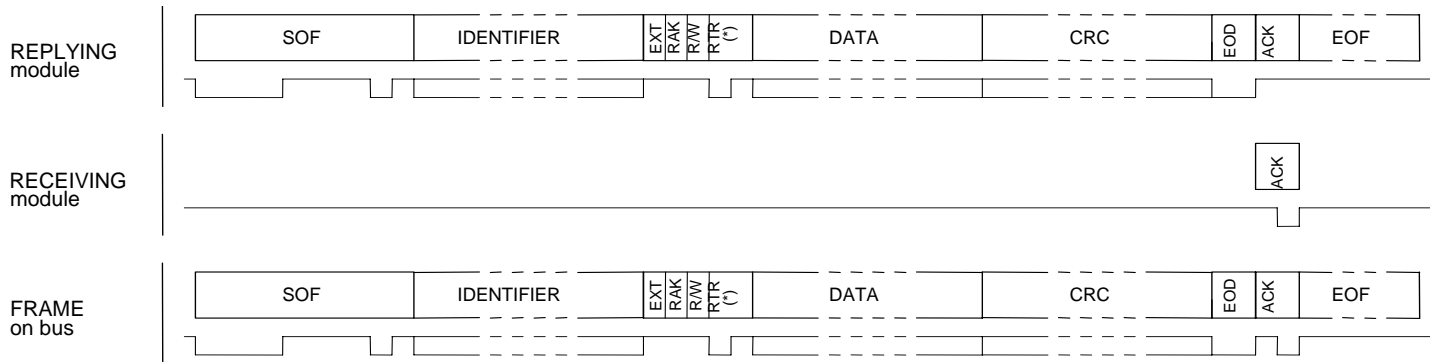 REPLYING
module
SOF IDENTIFIER EXT RAK R/W RTR (*) DATA CRC EOD ACK EOF
RECEIVING
module
ACK
FRAME
on bus
SOF IDENTIFIER EXT RAK R/W RTR (*) DATA CRC EOD ACK EOF